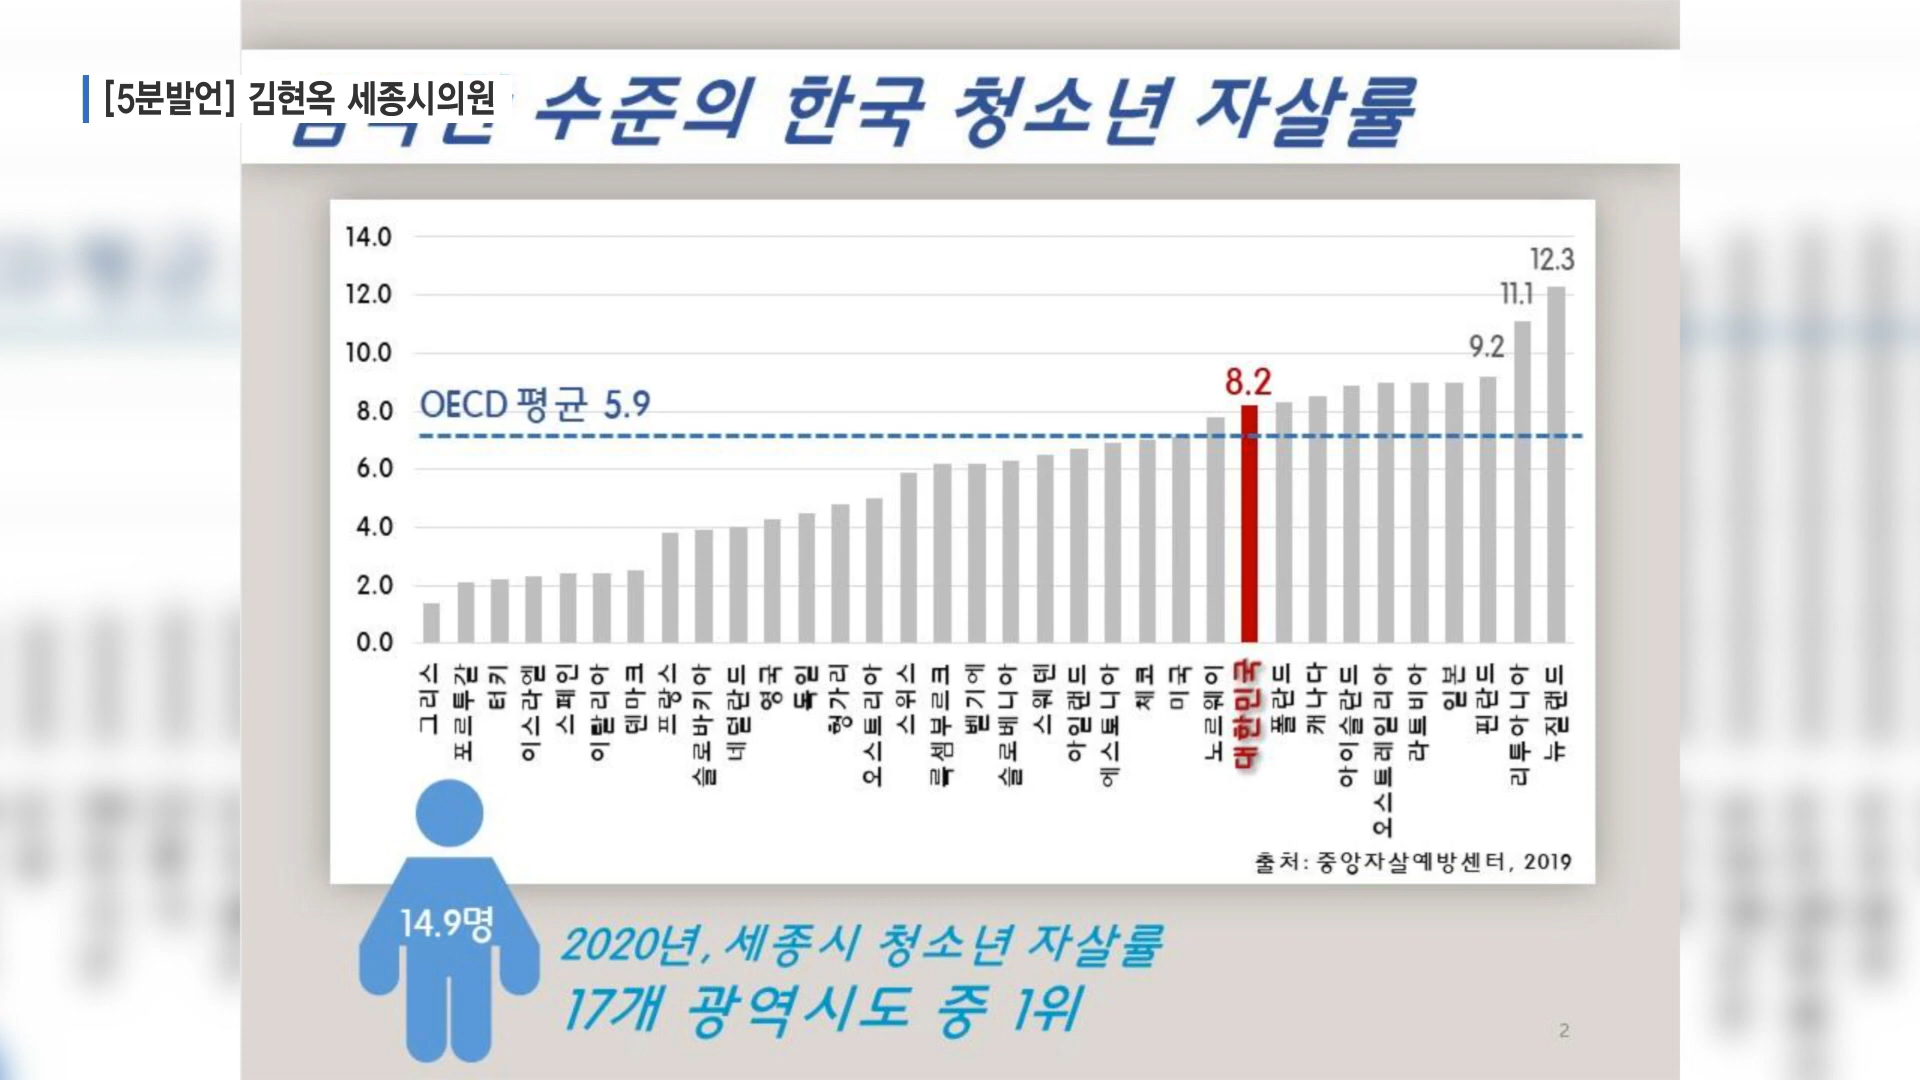 [5분발언] 김현옥 세종시의원
수준의 한국 청소년 자살률
14.0
12.0
10.0
8.0
6.0
4.0
2.0
0.0
OECD 평균 5.9
8.2
9.2
11.1
12.3
그리스
포르투갈
터키
이스라엘
스페인
이탈리아
덴마크
프랑스
슬로바키아
네덜란드
영국
독일
헝가리
오스트리아
스위스
룩셈부르크
벨기에
슬로베니아
스웨덴
아일랜드
에스토니아
체코
미국
노르웨이
대한민국
폴란드
캐나다
아이슬란드
오스트레일리아
라트비아
일본
핀란드
리투아니아
뉴질랜드
출처: 중앙자살예방센터, 2019
14.9명
2020년, 세종시 청소년 자살률
17개 광역시도 중 1위
2